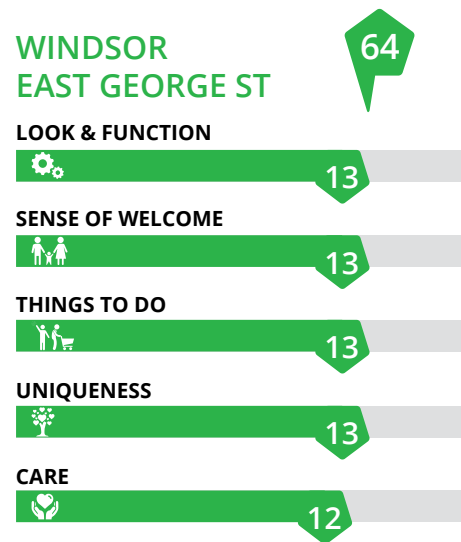 WINDSOR
EAST GEORGE ST
64
LOOK & FUNCTION
13
SENSE OF WELCOME
13
THINGS TO DO
13
UNIQUENESS
13
CARE
12